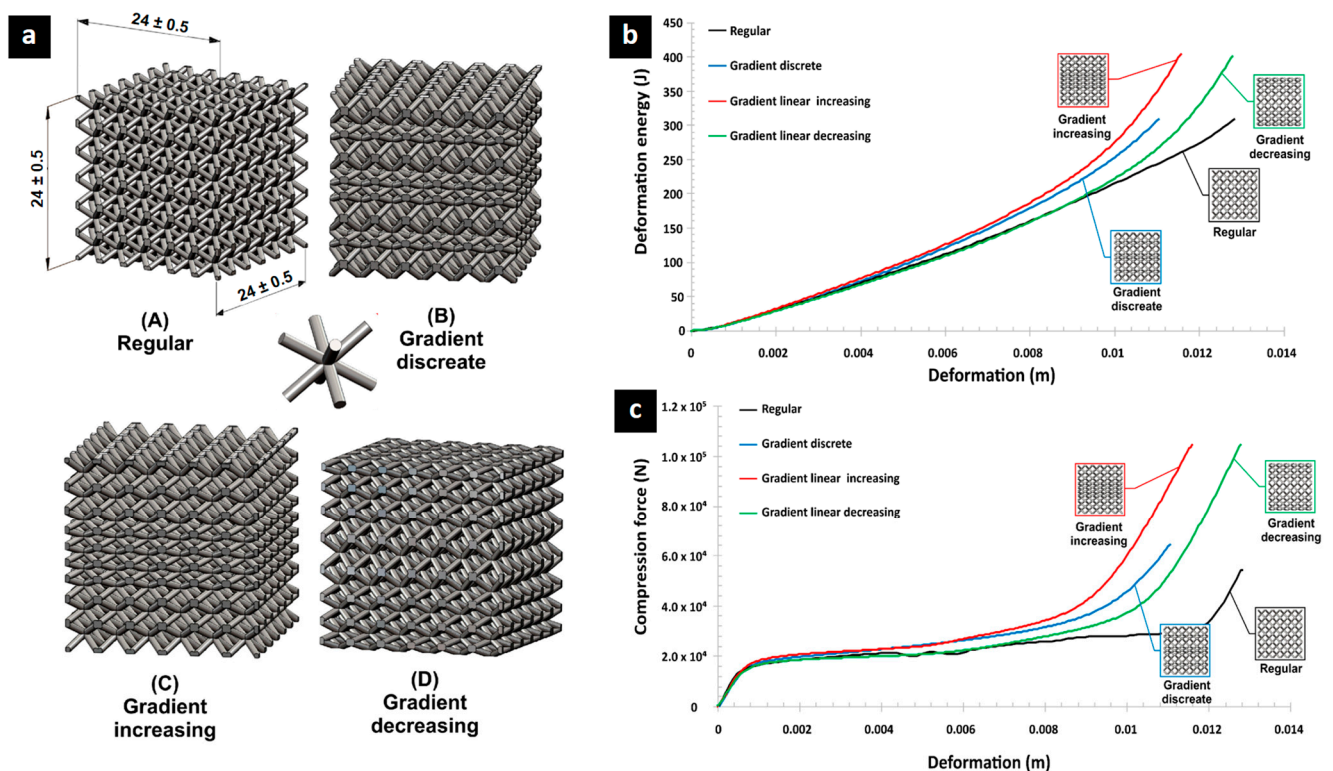 a
24 ± 0.5
24 ± 0.5
24 ± 0.5
(A)
Regular
(B)
Gradient
discreate
(C)
Gradient
increasing
(D)
Gradient
decreasing
b
Deformation energy (J)
450
400
350
300
250
200
150
100
50
0
Regular
Gradient discrete
Gradient linear increasing
Gradient linear decreasing
Gradient
increasing
Gradient
decreasing
Regular
Gradient
discreate
0
0.002
0.004
0.006
0.008
0.01
0.012
0.014
Deformation (m)
c
Compression force (N)
1.2 x 10⁵
1.0 x 10⁵
8.0 x 10⁴
6.0 x 10⁴
4.0 x 10⁴
2.0 x 10⁴
0
Regular
Gradient discrete
Gradient linear increasing
Gradient linear decreasing
Gradient
increasing
Gradient
decreasing
Gradient
discreate
Regular
0
0.002
0.004
0.006
0.008
0.01
0.012
0.014
Deformation (m)